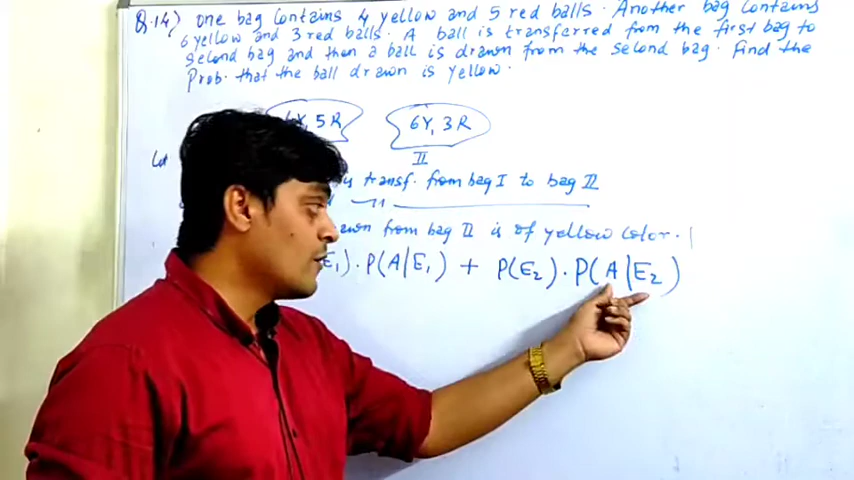 Q.14) One bag contains 4 yellow and 5 red balls. Another bag contains
6 yellow and 3 red balls. A ball is transferred from the first bag to
second bag and then a ball is drawn from the second bag. Find the
Prob. that the ball drawn is yellow.
5R 6Y, 3R
II
Let transf. from bag I to bag II
— 11 —
from bag II is of yellow color.
E₁) . P(A|E₁) + P(E₂) . P(A|E₂)